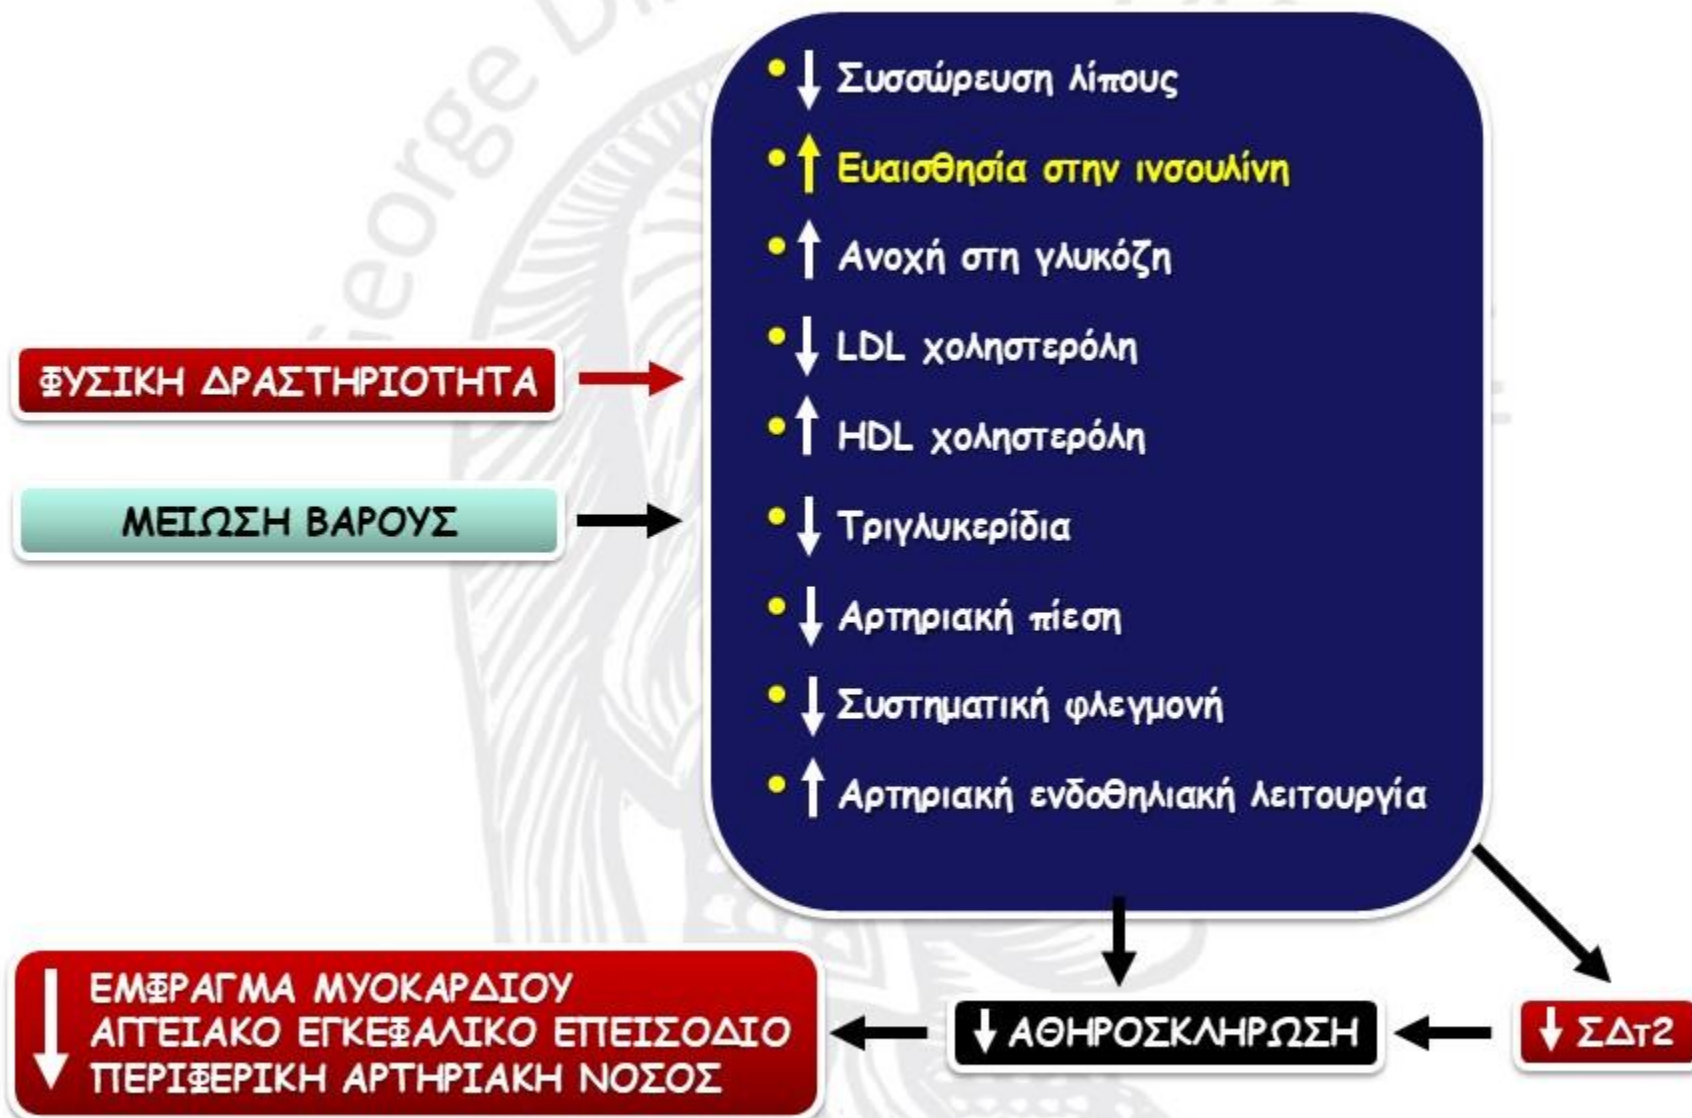 George
• ↓ Συσσώρευση λίπους
• ↑ Ευαισθησία στην ινσουλίνη
• ↑ Ανοχή στη γλυκόζη
• ↓ LDL χοληστερόλη
• ↑ HDL χοληστερόλη
• ↓ Τριγλυκερίδια
• ↓ Αρτηριακή πίεση
• ↓ Συστηματική φλεγμονή
• ↑ Αρτηριακή ενδοθηλιακή λειτουργία
ΦΥΣΙΚΗ ΔΡΑΣΤΗΡΙΟΤΗΤΑ
ΜΕΙΩΣΗ ΒΑΡΟΥΣ
↓ ΕΜΦΡΑΓΜΑ ΜΥΟΚΑΡΔΙΟΥ
ΑΓΓΕΙΑΚΟ ΕΓΚΕΦΑΛΙΚΟ ΕΠΕΙΣΟΔΙΟ
ΠΕΡΙΦΕΡΙΚΗ ΑΡΤΗΡΙΑΚΗ ΝΟΣΟΣ
↓ ΑΘΗΡΟΣΚΛΗΡΩΣΗ
↓ ΣΔτ2